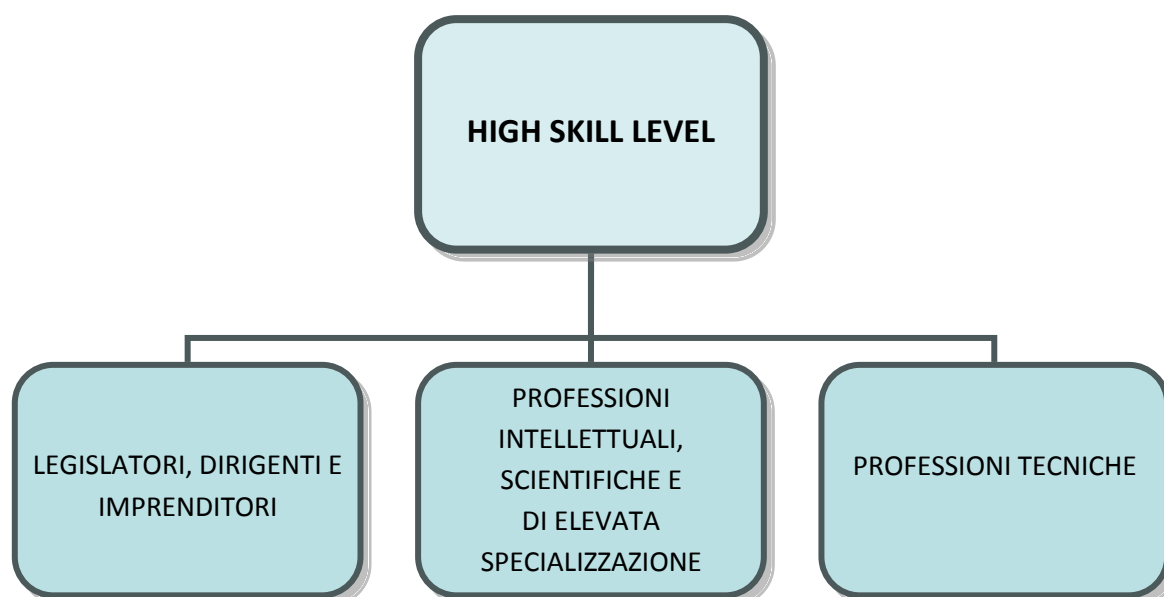 HIGH SKILL LEVEL
LEGISLATORI, DIRIGENTI E
IMPRENDITORI
PROFESSIONI
INTELLETTUALI,
SCIENTIFICHE E
DI ELEVATA
SPECIALIZZAZIONE
PROFESSIONI TECNICHE